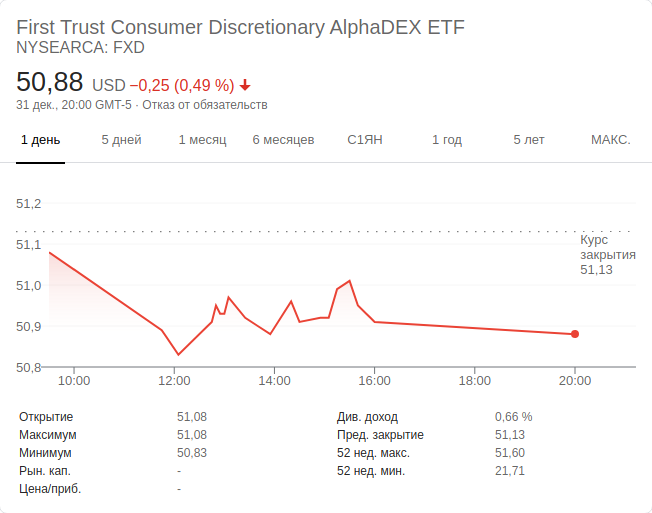 First Trust Consumer Discretionary AlphaDEX ETF
NYSEARCA: FXD
50,88 USD −0,25 (0,49 %)
31 дек., 20:00 GMT-5 · Отказ от обязательств
1 день 5 дней 1 месяц 6 месяцев С1ЯН 1 год 5 лет МАКС.
51,2
51,1
51,0
50,9
50,8
Курс
закрытия
51,13
10:00 12:00 14:00 16:00 18:00 20:00
Открытие 51,08 Див. доход 0,66 %
Максимум 51,08 Пред. закрытие 51,13
Минимум 50,83 52 нед. макс. 51,60
Рын. кап. - 52 нед. мин. 21,71
Цена/приб. -